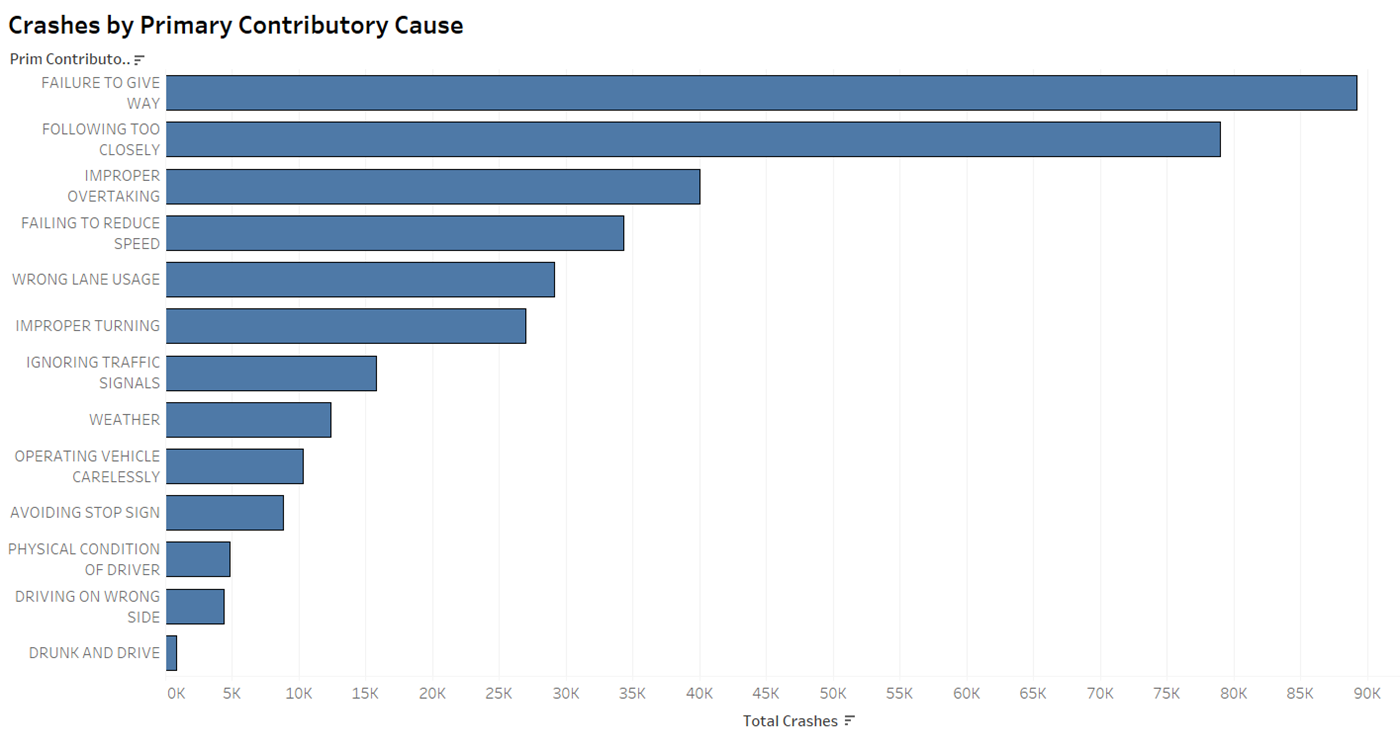 Crashes by Primary Contributory Cause
Prim Contributo..
FAILURE TO GIVE
WAY
FOLLOWING TOO
CLOSELY
IMPROPER
OVERTAKING
FAILING TO REDUCE
SPEED
WRONG LANE USAGE
IMPROPER TURNING
IGNORING TRAFFIC
SIGNALS
WEATHER
OPERATING VEHICLE
CARELESSLY
AVOIDING STOP SIGN
PHYSICAL CONDITION
OF DRIVER
DRIVING ON WRONG
SIDE
DRUNK AND DRIVE
0K 5K 10K 15K 20K 25K 30K 35K 40K 45K 50K 55K 60K 65K 70K 75K 80K 85K 90K
Total Crashes